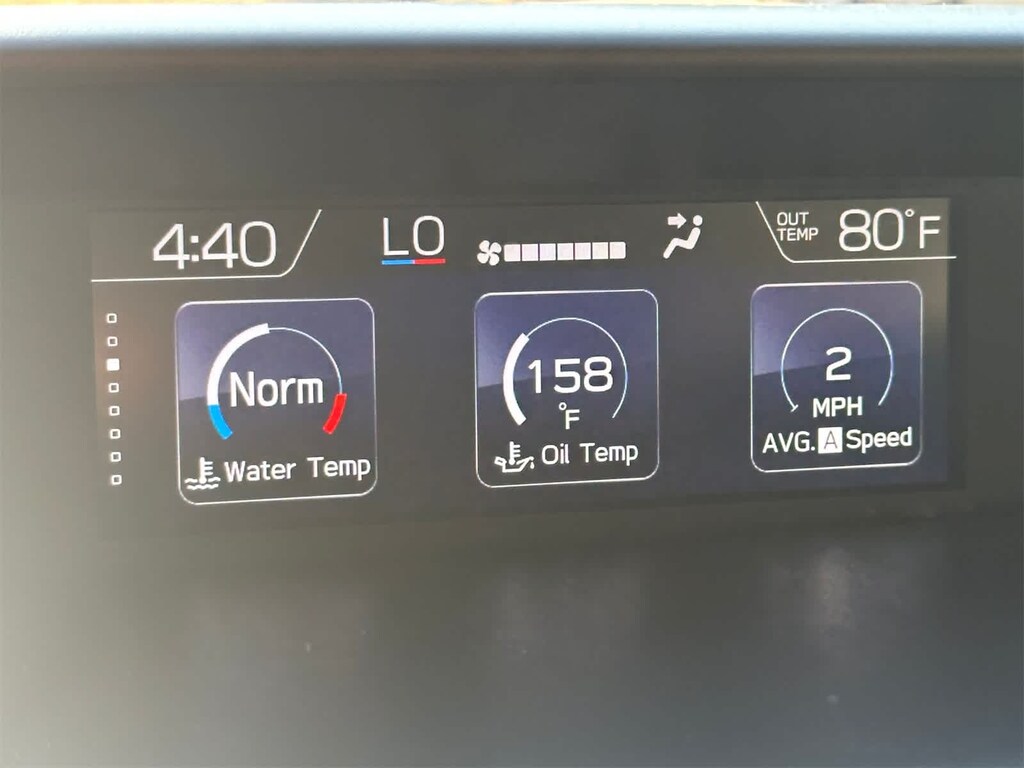 4:40
LO
OUT
TEMP
80°F
Norm
Water Temp
158
°F
Oil Temp
2
MPH
AVG. A Speed